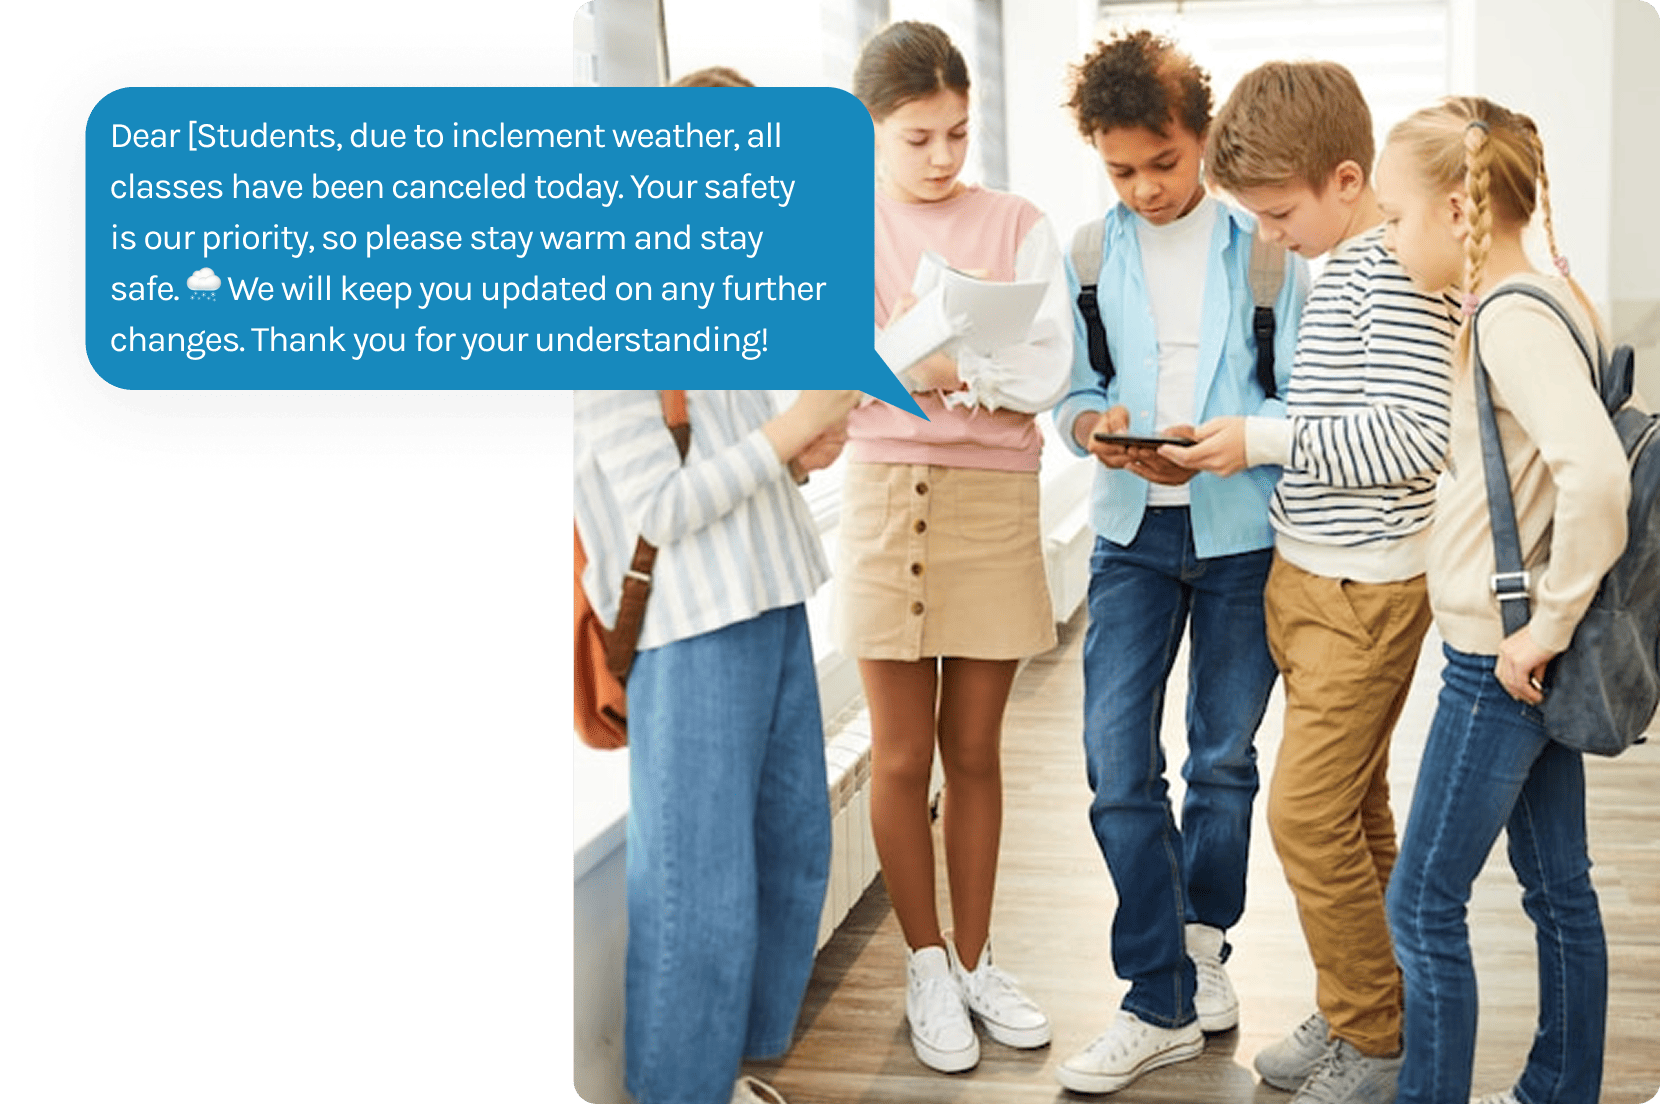 Dear [Students, due to inclement weather, all
classes have been canceled today. Your safety
is our priority, so please stay warm and stay
safe. 🌨️ We will keep you updated on any further
changes. Thank you for your understanding!